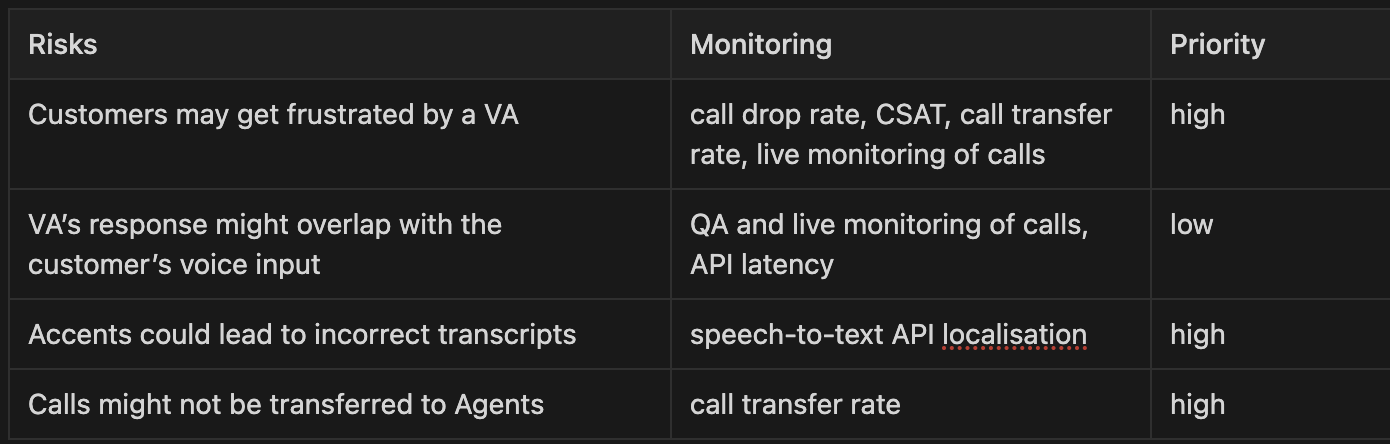 Risks Monitoring Priority
Customers may get frustrated by a VA call drop rate, CSAT, call transfer high
rate, live monitoring of calls
VA’s response might overlap with the QA and live monitoring of calls, low
customer’s voice input API latency
Accents could lead to incorrect transcripts speech-to-text API localisation high
Calls might not be transferred to Agents call transfer rate high